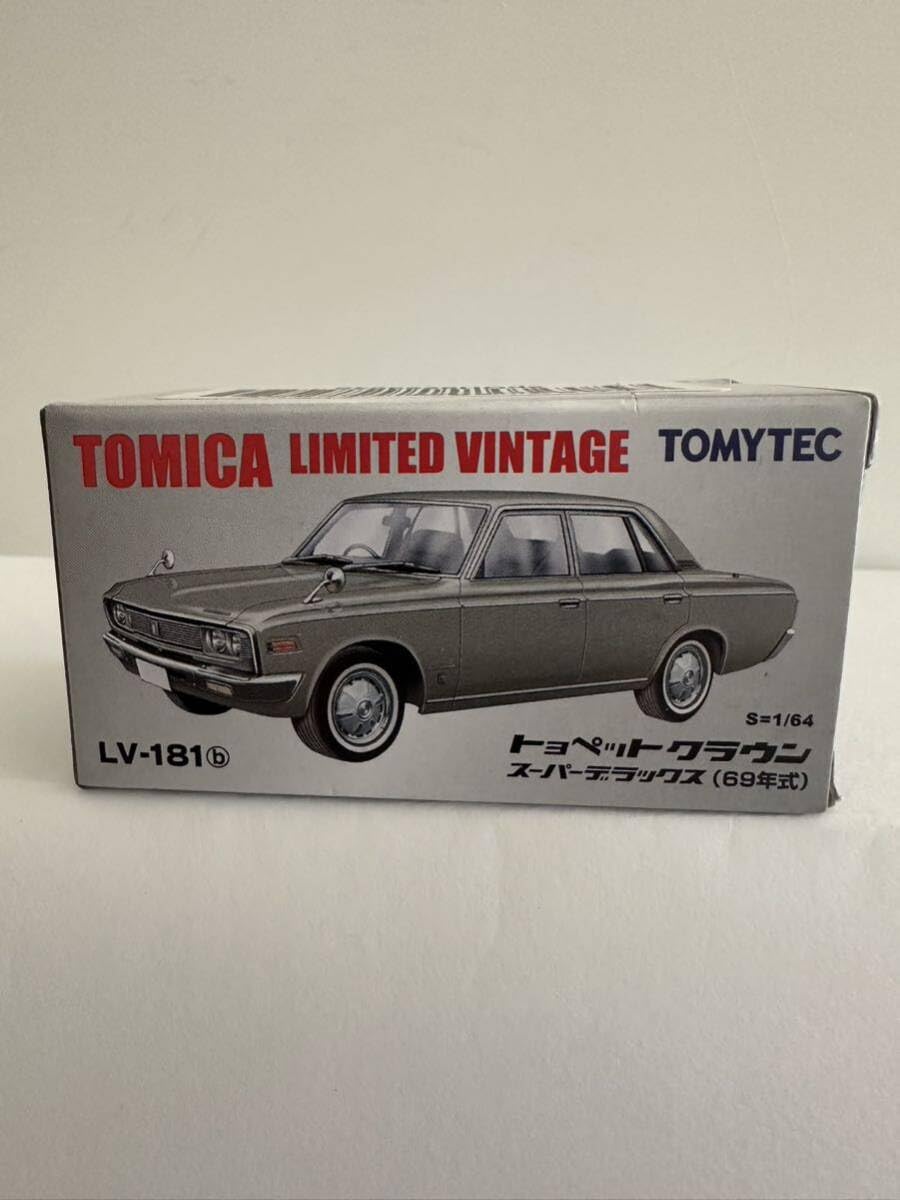 TOMICA LIMITED VINTAGE TOMYTEC
S=1/64
LV-181ⓑ トヨペットクラウン
スーパーデラックス(69年式)